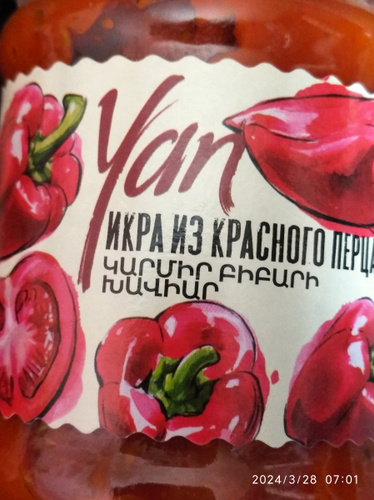 Yan
ИКРА ИЗ КРАСНОГО ПЕРЦА
ԿԱՐՄԻՐ ԲԻԲԱՐԻ
ԽԱՎԻԱՐ
2024/3/28 07:01